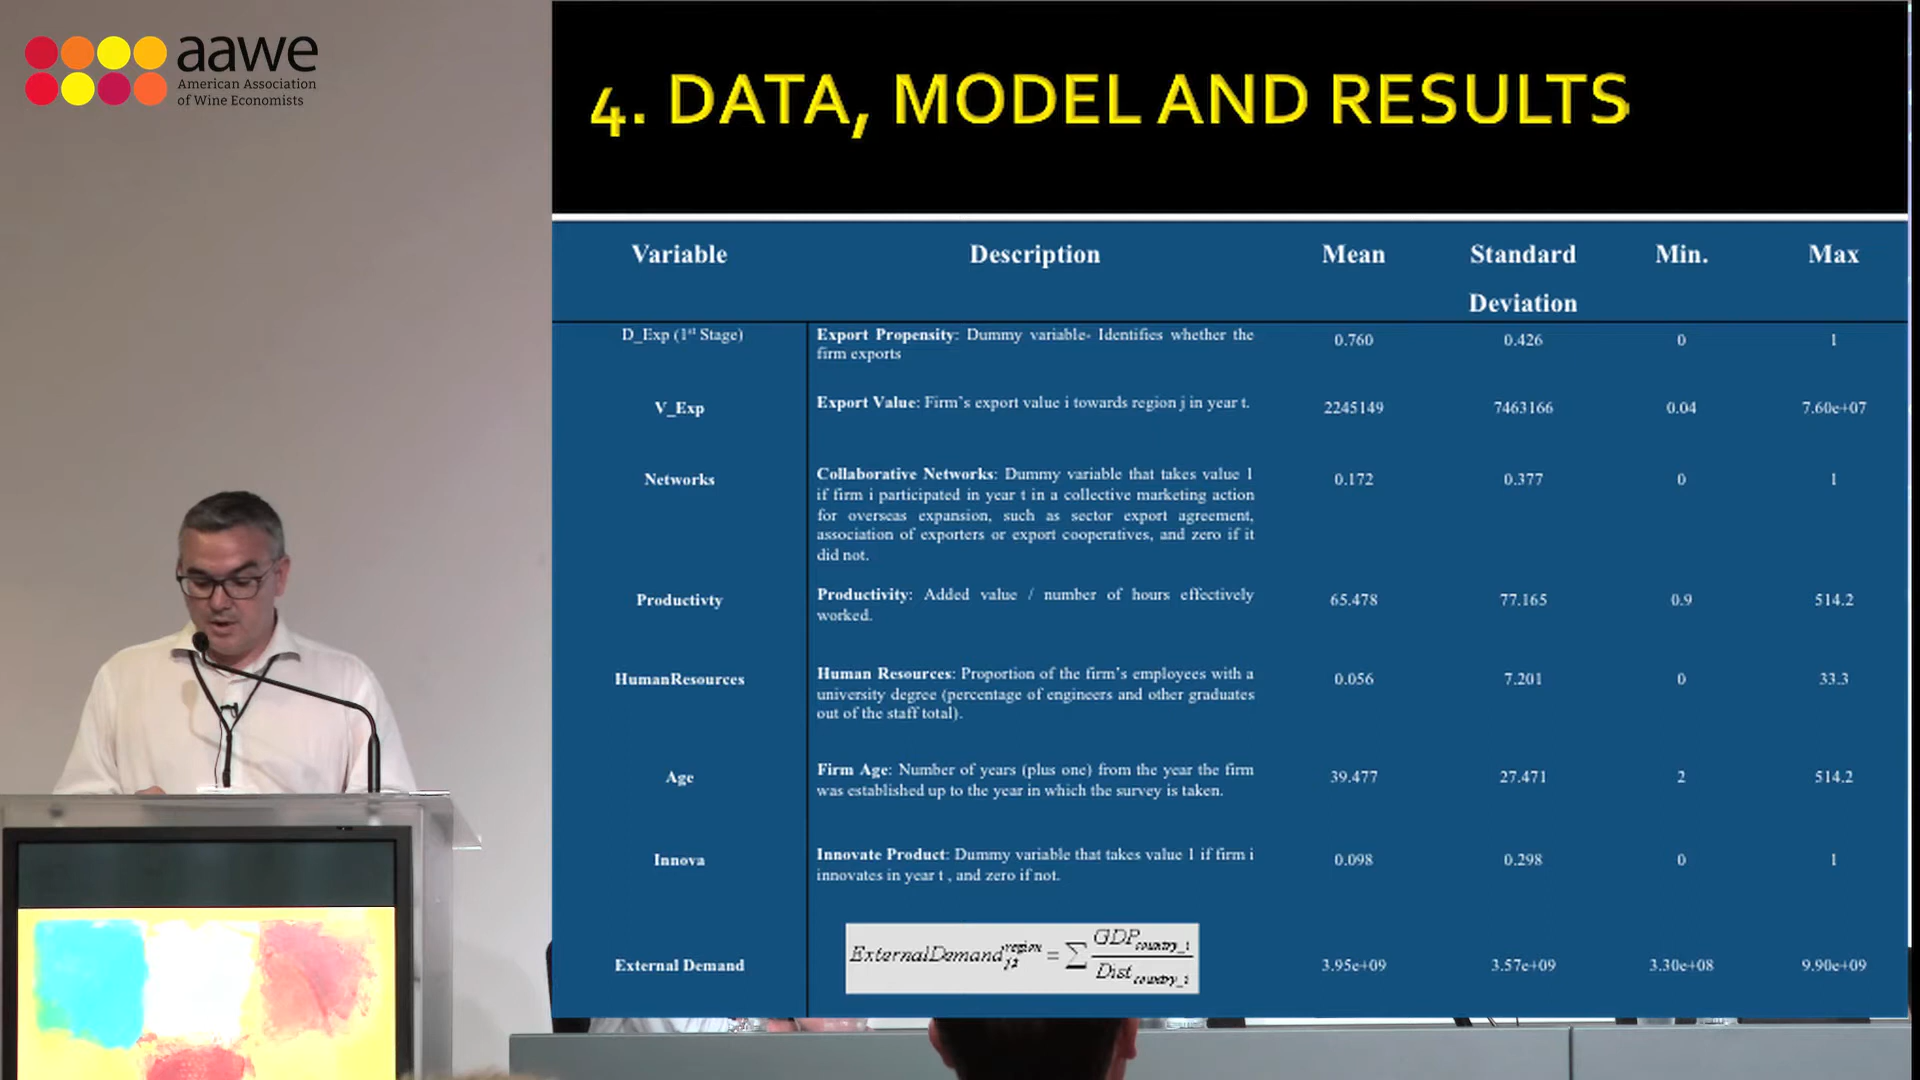 aawe
American Association
of Wine Economists
4. DATA, MODEL AND RESULTS
Variable Description Mean Standard Deviation Min. Max
D_Exp (1st Stage) Export Propensity: Dummy variable- Identifies whether the 0.760 0.426 0 1
firm exports
V_Exp Export Value: Firm's export value i towards region j in year t. 2245149 7463166 0.04 7.60e+07
Networks Collaborative Networks: Dummy variable that takes value 1 0.172 0.377 0 1
if firm i participated in year t in a collective marketing action
for overseas expansion, such as sector export agreement,
association of exporters or export cooperatives, and zero if it
did not.
Productivty Productivity: Added value / number of hours effectively 65.478 77.165 0.9 514.2
worked.
HumanResources Human Resources: Proportion of the firm's employees with a 0.056 7.201 0 33.3
university degree (percentage of engineers and other graduates
out of the staff total).
Age Firm Age: Number of years (plus one) from the year the firm 39.477 27.471 2 514.2
was established up to the year in which the survey is taken.
Innova Innovate Product: Dummy variable that takes value 1 if firm i 0.098 0.298 0 1
innovates in year t , and zero if not.
External Demand ExternalDemand = ∑ GDP country_t / Dist country_t 3.95e+09 3.57e+09 3.30e+08 9.90e+09